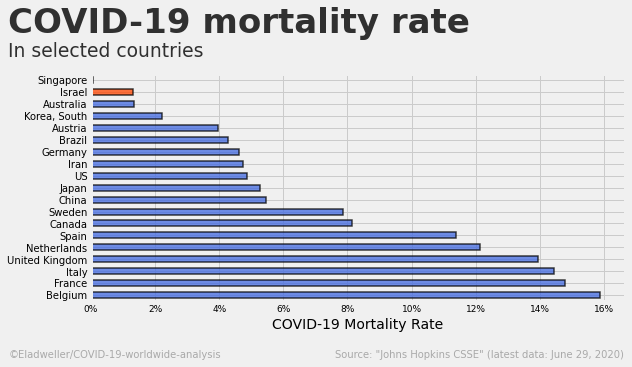 COVID-19 mortality rate
In selected countries
Singapore
Israel
Australia
Korea, South
Austria
Brazil
Germany
Iran
US
Japan
China
Sweden
Canada
Spain
Netherlands
United Kingdom
Italy
France
Belgium
0% 2% 4% 6% 8% 10% 12% 14% 16%
COVID-19 Mortality Rate
©Eladweller/COVID-19-worldwide-analysis Source: "Johns Hopkins CSSE" (latest data: June 29, 2020)